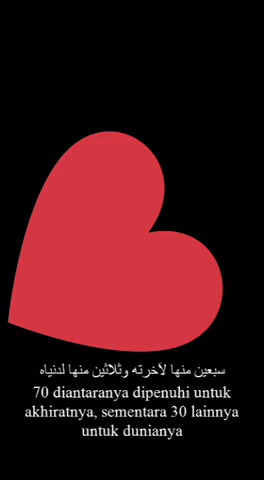 سبعين منها لآخرته وثلاثين منها لدنياه
70 diantaranya dipenuhi untuk
akhiratnya, sementara 30 lainnya
untuk dunianya